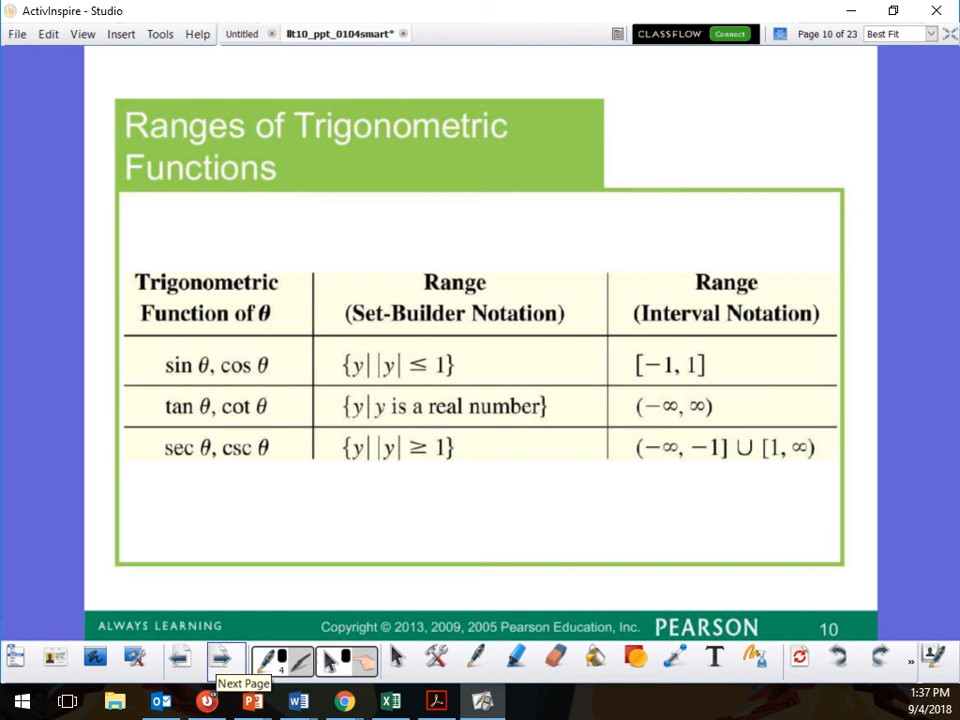 ActivInspire - Studio
File Edit View Insert Tools Help Untitled llt10_ppt_0104smart* CLASSFLOW Connect Page 10 of 23 Best Fit
Ranges of Trigonometric
Functions
Trigonometric Range Range
Function of θ (Set-Builder Notation) (Interval Notation)
sin θ, cos θ {y| |y| ≤ 1} [−1, 1]
tan θ, cot θ {y|y is a real number} (−∞, ∞)
sec θ, csc θ {y| |y| ≥ 1} (−∞, −1] ∪ [1, ∞)
ALWAYS LEARNING Copyright © 2013, 2009, 2005 Pearson Education, Inc. PEARSON 10
4 T »
Next Page
1:37 PM
9/4/2018